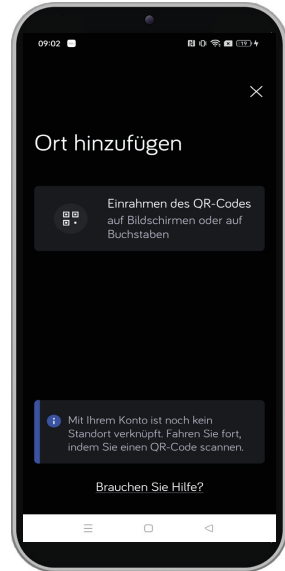 09:02
19
Ort hinzufügen
Einrahmen des QR-Codes
auf Bildschirmen oder auf
Buchstaben
Mit Ihrem Konto ist noch kein
Standort verknüpft. Fahren Sie fort,
indem Sie einen QR-Code scannen.
Brauchen Sie Hilfe?